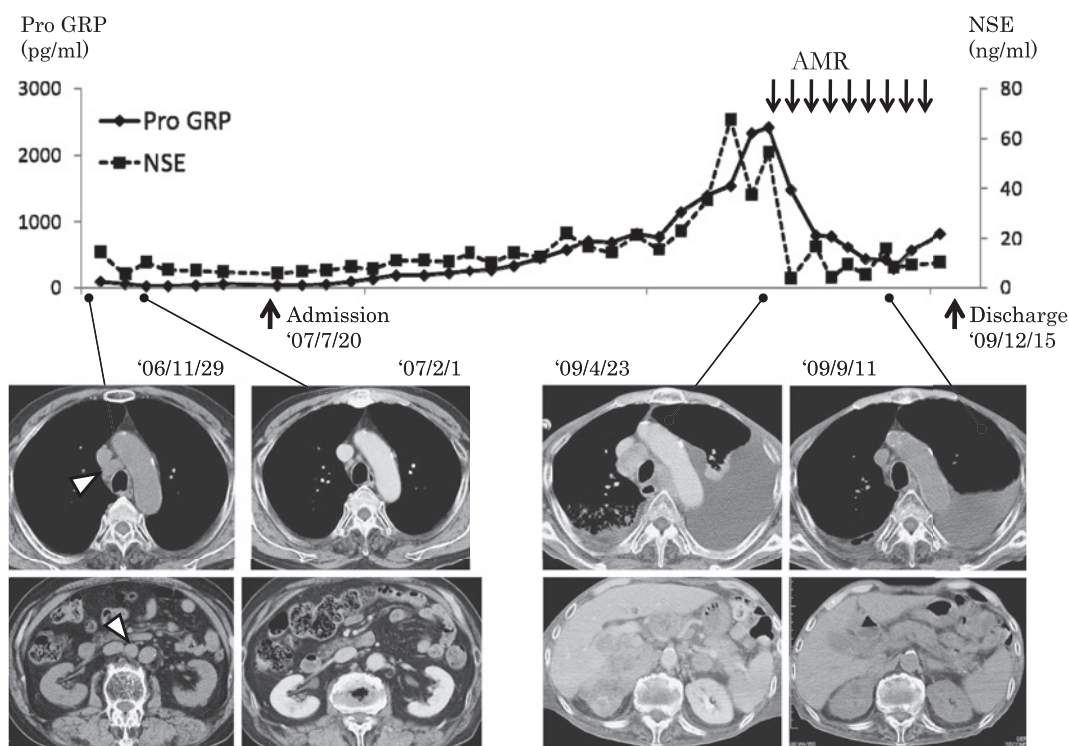 Pro GRP
(pg/ml)
NSE
(ng/ml)
AMR
3000
2000
1000
0
80
60
40
20
0
Pro GRP
NSE
Admission
‘07/7/20
Discharge
‘09/12/15
‘06/11/29
‘07/2/1
‘09/4/23
‘09/9/11